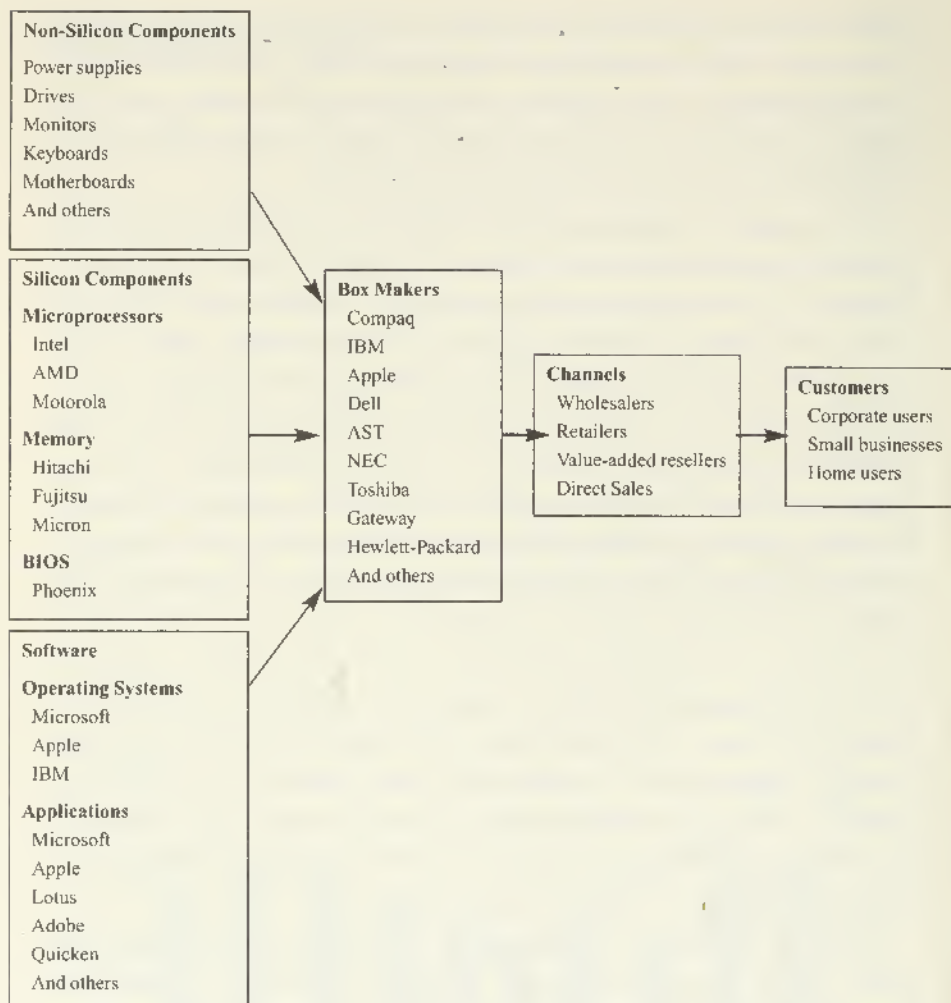 Non-Silicon Components
Power supplies
Drives
Monitors
Keyboards
Motherboards
And others
Silicon Components
Microprocessors
Intel
AMD
Motorola
Memory
Hitachi
Fujitsu
Micron
BIOS
Phoenix
Software
Operating Systems
Microsoft
Apple
IBM
Applications
Microsoft
Apple
Lotus
Adobe
Quicken
And others
Box Makers
Compaq
IBM
Apple
Dell
AST
NEC
Toshiba
Gateway
Hewlett-Packard
And others
Channels
Wholesalers
Retailers
Value-added resellers
Direct Sales
Customers
Corporate users
Small businesses
Home users